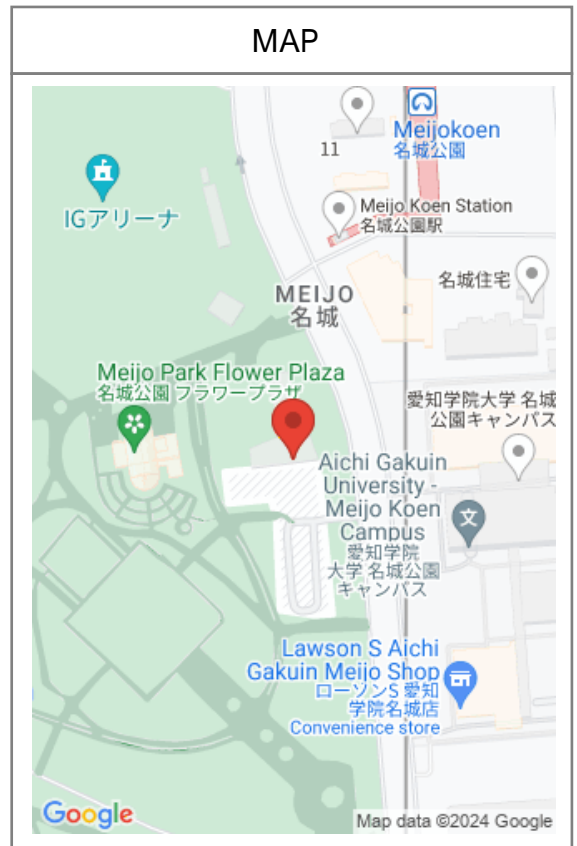 MAP
Meijokoen
名城公園
11
IGアリーナ
Meijo Koen Station
名城公園駅
名城住宅
MEIJO
名城
Meijo Park Flower Plaza
名城公園 フラワープラザ
愛知学院大学 名城
公園キャンパス
Aichi Gakuin
University -
Meijo Koen
Campus
愛知学院
大学 名城公園
キャンパス
文
Lawson S Aichi
Gakuin Meijo Shop
ローソンS 愛知
学院名城店
Convenience store
Google
Map data ©2024 Google